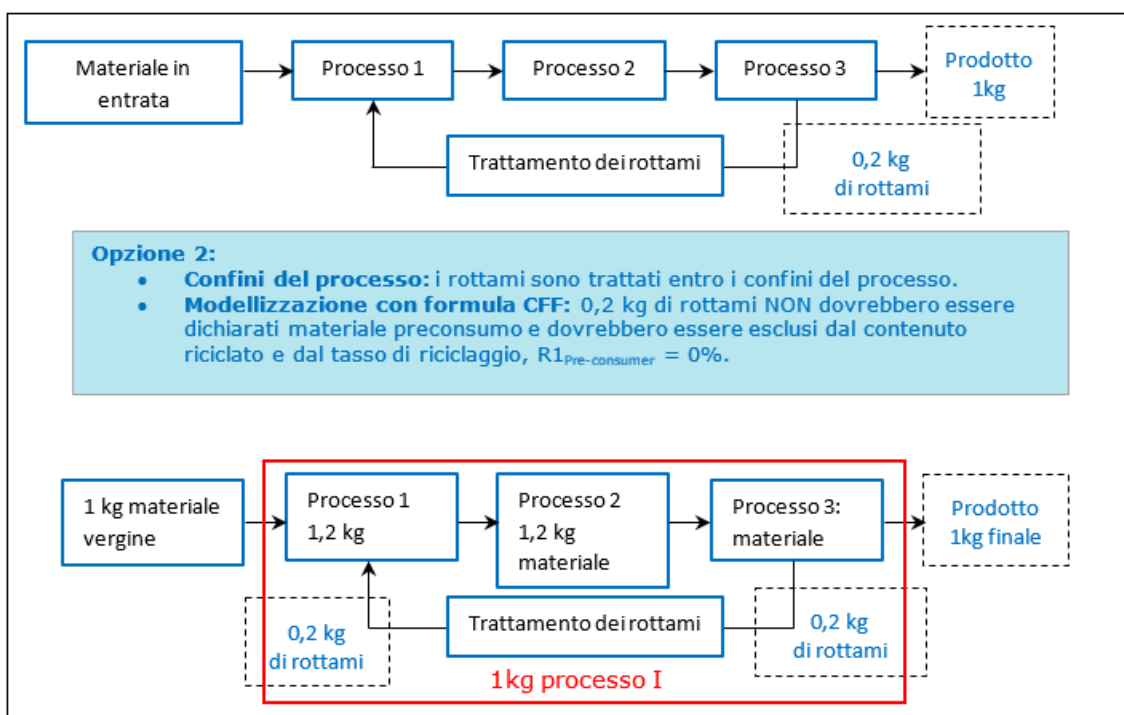 Materiale in
entrata
Processo 1
Processo 2
Processo 3
Prodotto
1kg
Trattamento dei rottami
0,2 kg
di rottami
Opzione 2:
• Confini del processo: i rottami sono trattati entro i confini del processo.
• Modellizzazione con formula CFF: 0,2 kg di rottami NON dovrebbero essere
dichiarati materiale preconsumo e dovrebbero essere esclusi dal contenuto
riciclato e dal tasso di riciclaggio, R1Pre-consumer = 0%.
1 kg materiale
vergine
Processo 1
1,2 kg
Processo 2
1,2 kg
materiale
Processo 3:
materiale
Prodotto
1kg finale
0,2 kg
di rottami
Trattamento dei rottami
0,2 kg
di rottami
1kg processo I